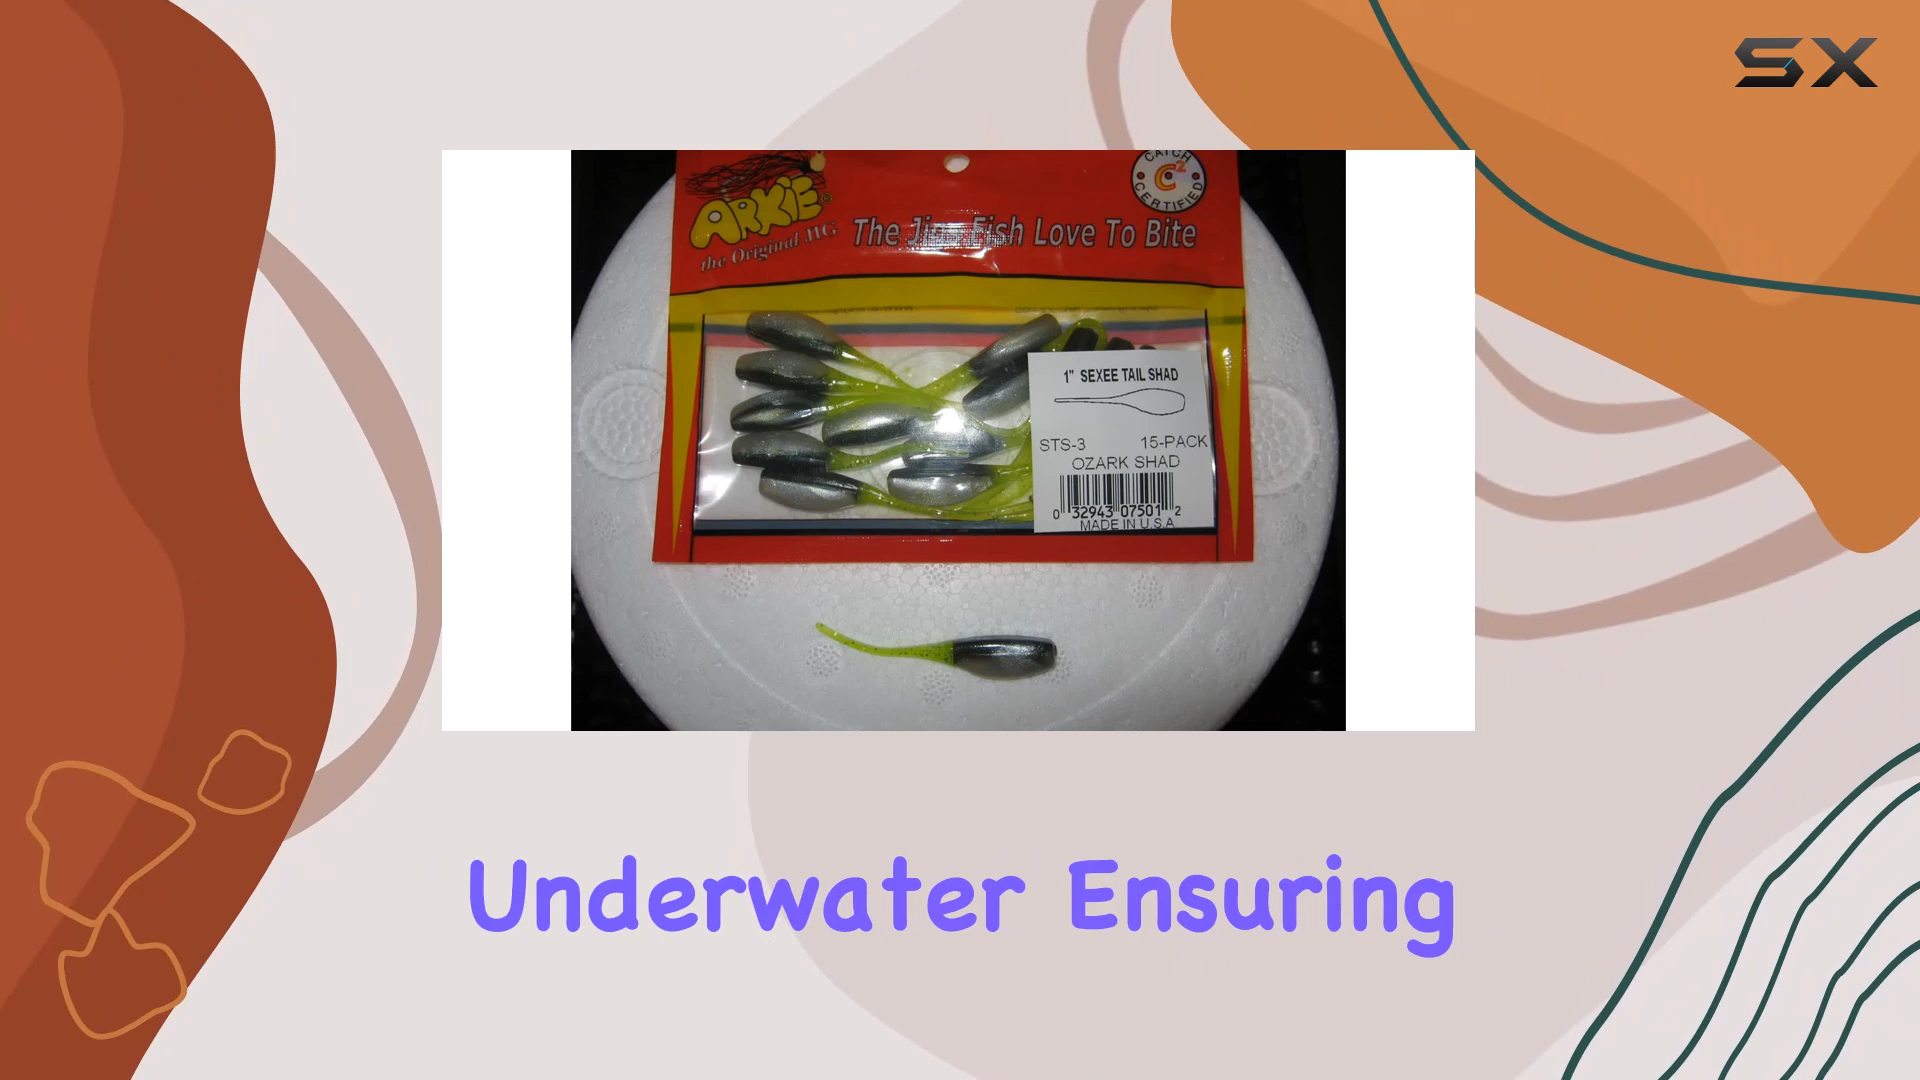 SX
CATCH
C2
CERTIFIED
ARKIE
the Original JIG
The Jigs Fish Love To Bite
1" SEXEE TAIL SHAD
STS-3 15-PACK
OZARK SHAD
0 32943 07501 2
MADE IN U.S.A
Underwater Ensuring